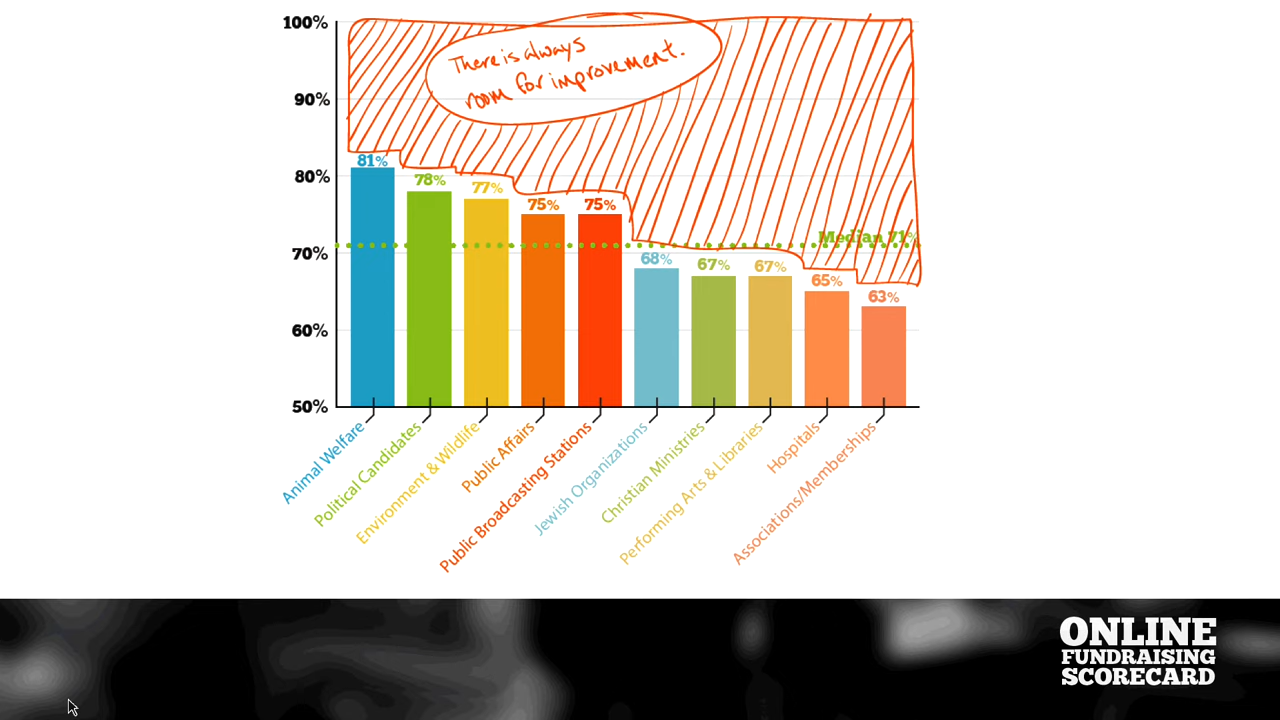 100%
There is always
room for improvement.
90%
81%
80%
78%
77%
75%
75%
Median 71%
70%
68%
67%
67%
65%
63%
60%
50%
Animal Welfare
Political Candidates
Environment & Wildlife
Public Affairs
Public Broadcasting Stations
Jewish Organizations
Christian Ministries
Performing Arts & Libraries
Hospitals
Associations/Memberships
ONLINE
FUNDRAISING
SCORECARD